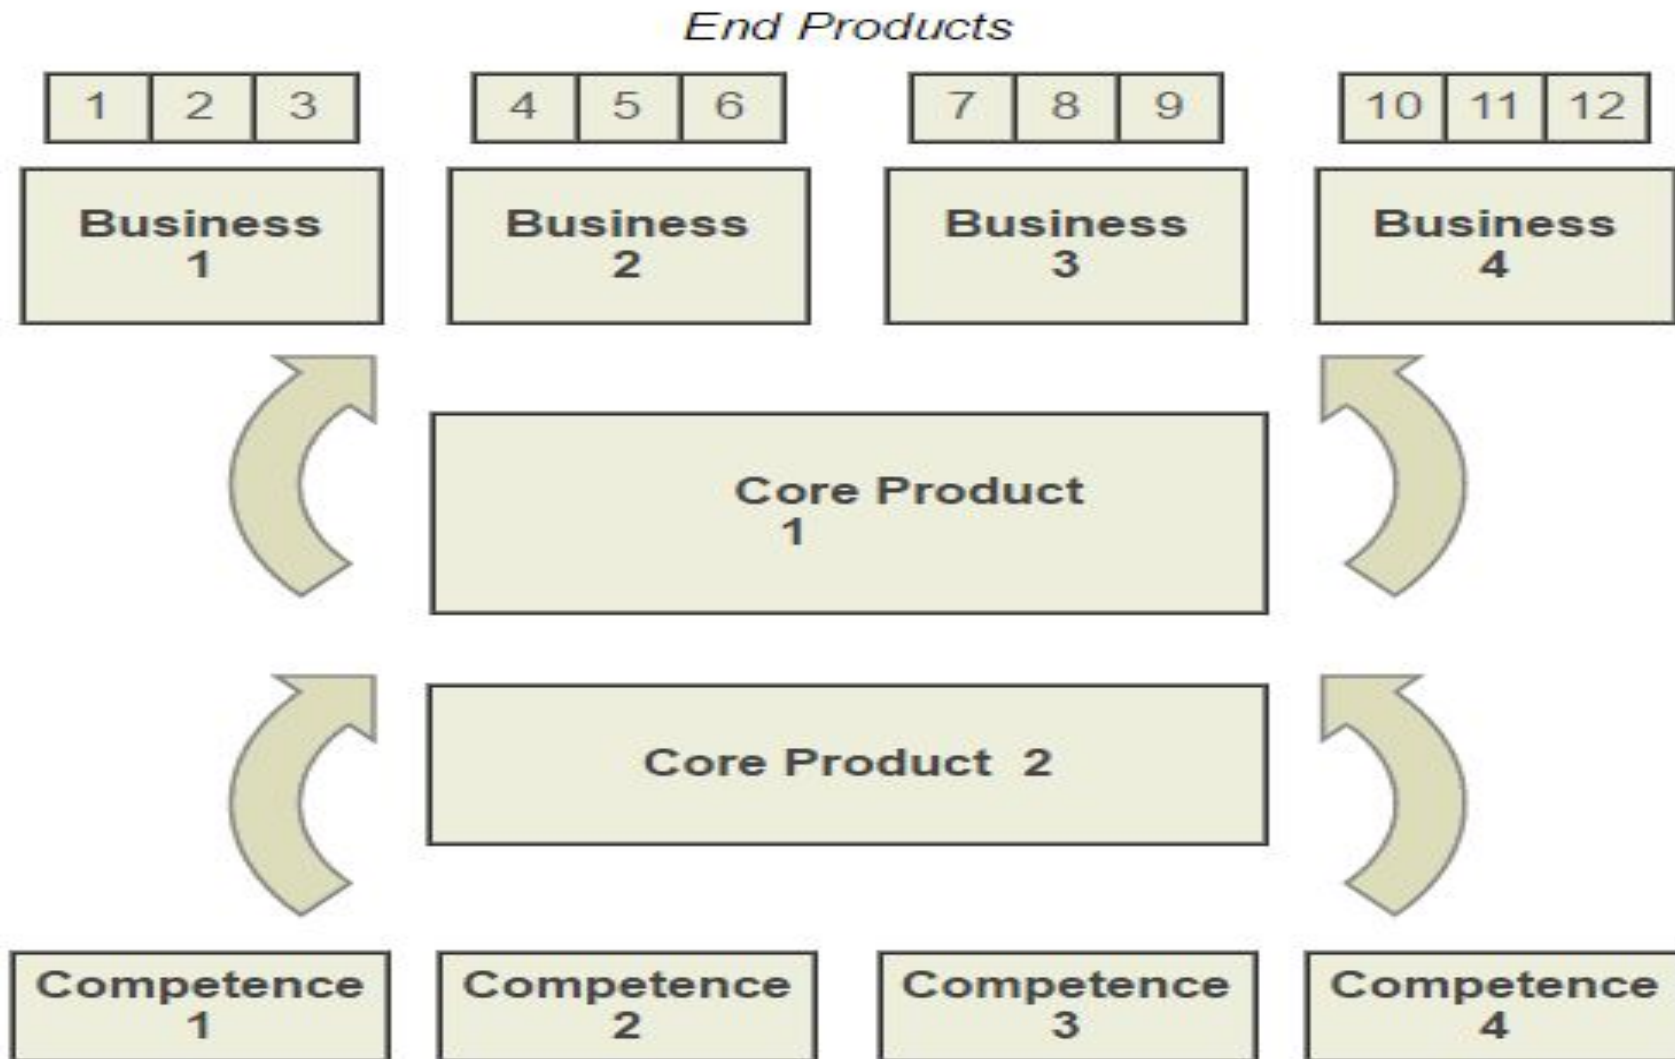 End Products
1 2 3 4 5 6 7 8 9 10 11 12
Business Business Business Business
1 2 3 4
Core Product
1
Core Product 2
Competence Competence Competence Competence
1 2 3 4